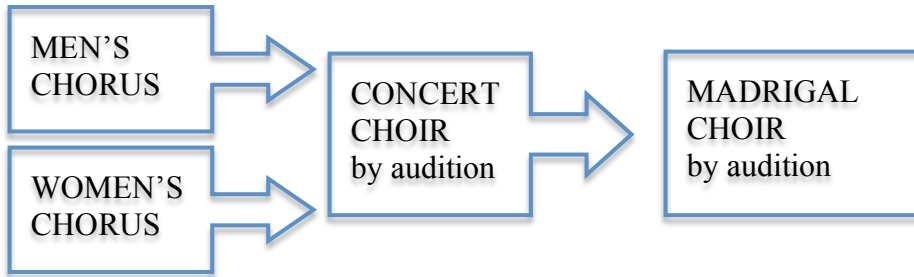 MEN’S
CHORUS
WOMEN’S
CHORUS
CONCERT
CHOIR
by audition
MADRIGAL
CHOIR
by audition